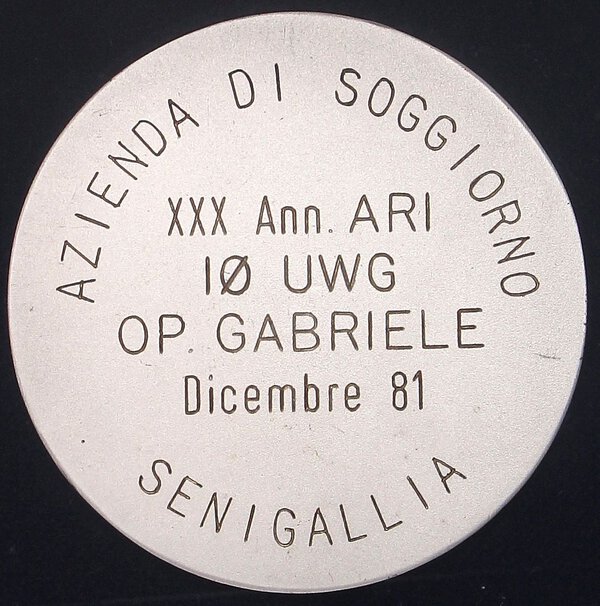 AZIENDA DI SOGGIORNO
XXX Ann. ARI
IØ UWG
OP. GABRIELE
Dicembre 81
SENIGALLIA